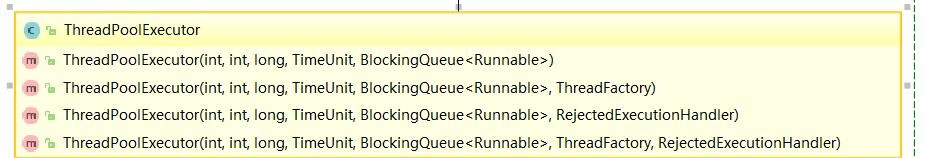 ThreadPoolExecutor
ThreadPoolExecutor(int, int, long, TimeUnit, BlockingQueue<Runnable>)
ThreadPoolExecutor(int, int, long, TimeUnit, BlockingQueue<Runnable>, ThreadFactory)
ThreadPoolExecutor(int, int, long, TimeUnit, BlockingQueue<Runnable>, RejectedExecutionHandler)
ThreadPoolExecutor(int, int, long, TimeUnit, BlockingQueue<Runnable>, ThreadFactory, RejectedExecutionHandler)